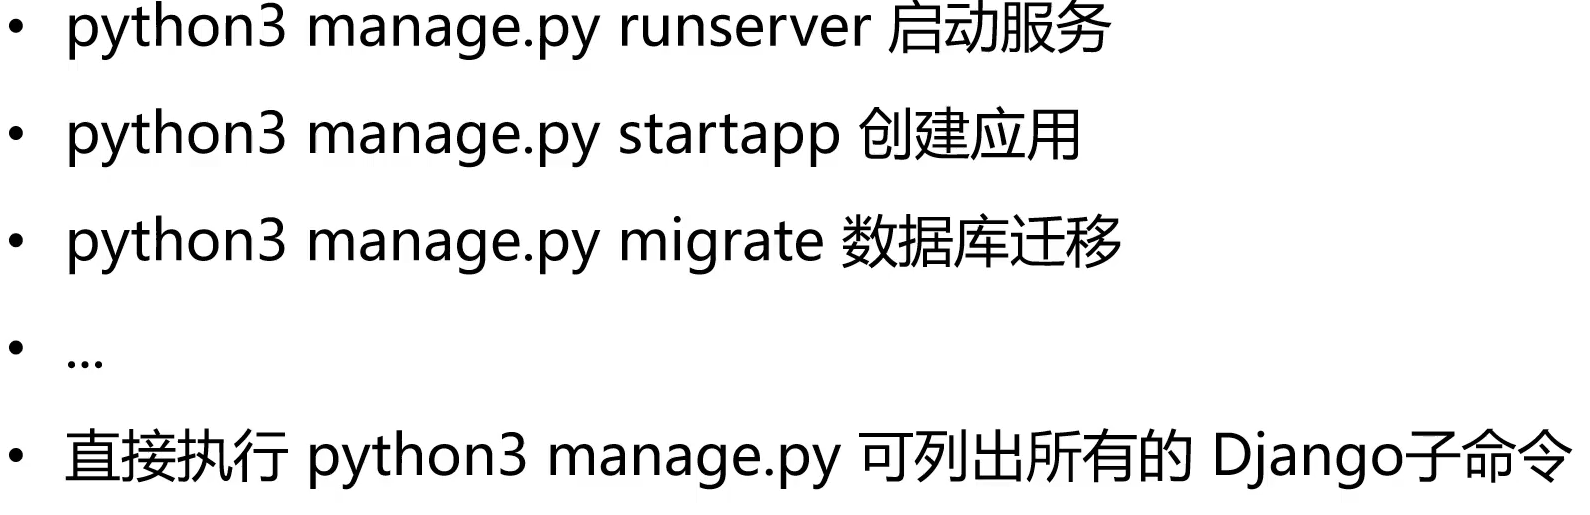 • python3 manage.py runserver 启动服务
• python3 manage.py startapp 创建应用
• python3 manage.py migrate 数据库迁移
• ...
• 直接执行 python3 manage.py 可列出所有的 Django子命令